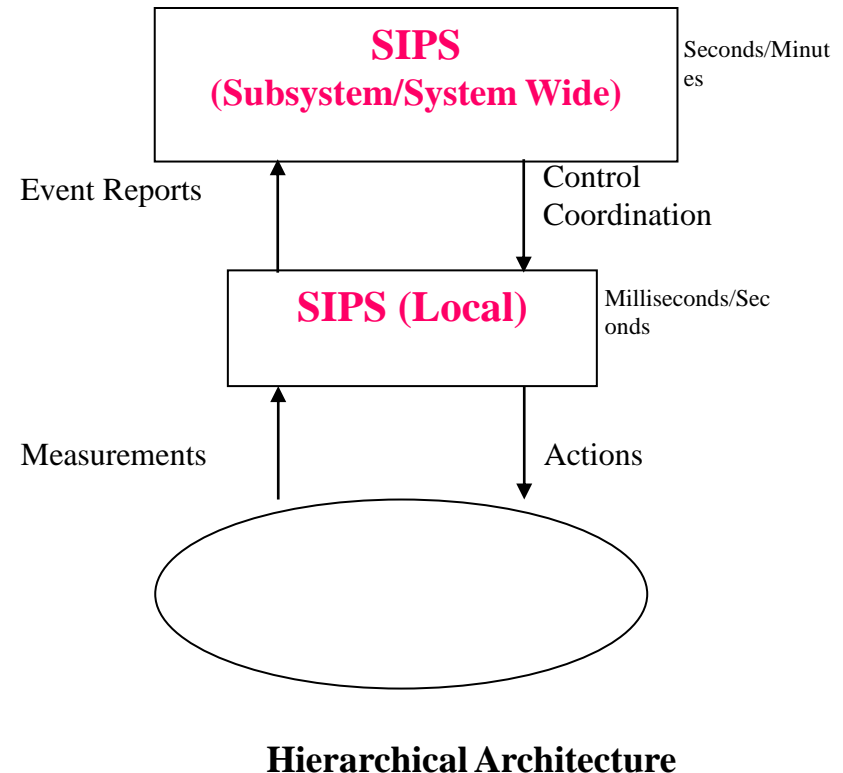 SIPS
(Subsystem/System Wide)
Seconds/Minut
es
Event Reports
Control
Coordination
SIPS (Local)
Milliseconds/Sec
onds
Measurements
Actions
Hierarchical Architecture